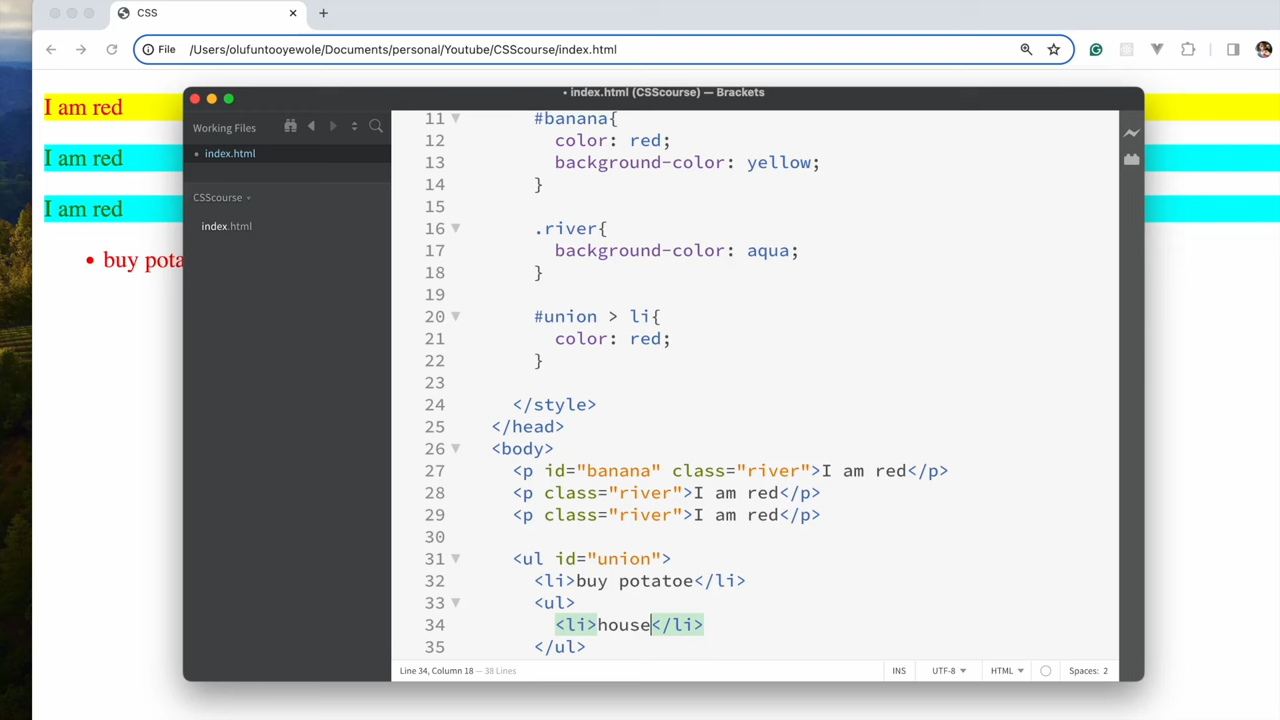 CSS
File /Users/olufuntooyewole/Documents/personal/Youtube/CSScourse/index.html
I am red
I am red
I am red
• buy pota
• index.html (CSScourse) — Brackets
Working Files
• index.html
CSScourse
index.html
11 #banana{
12 color: red;
13 background-color: yellow;
14 }
15
16 .river{
17 background-color: aqua;
18 }
19
20 #union > li{
21 color: red;
22 }
23
24 </style>
25 </head>
26 <body>
27 <p id="banana" class="river">I am red</p>
28 <p class="river">I am red</p>
29 <p class="river">I am red</p>
30
31 <ul id="union">
32 <li>buy potatoe</li>
33 <ul>
34 <li>house</li>
35 </ul>
Line 34, Column 18 — 38 Lines
INS UTF-8 HTML Spaces: 2